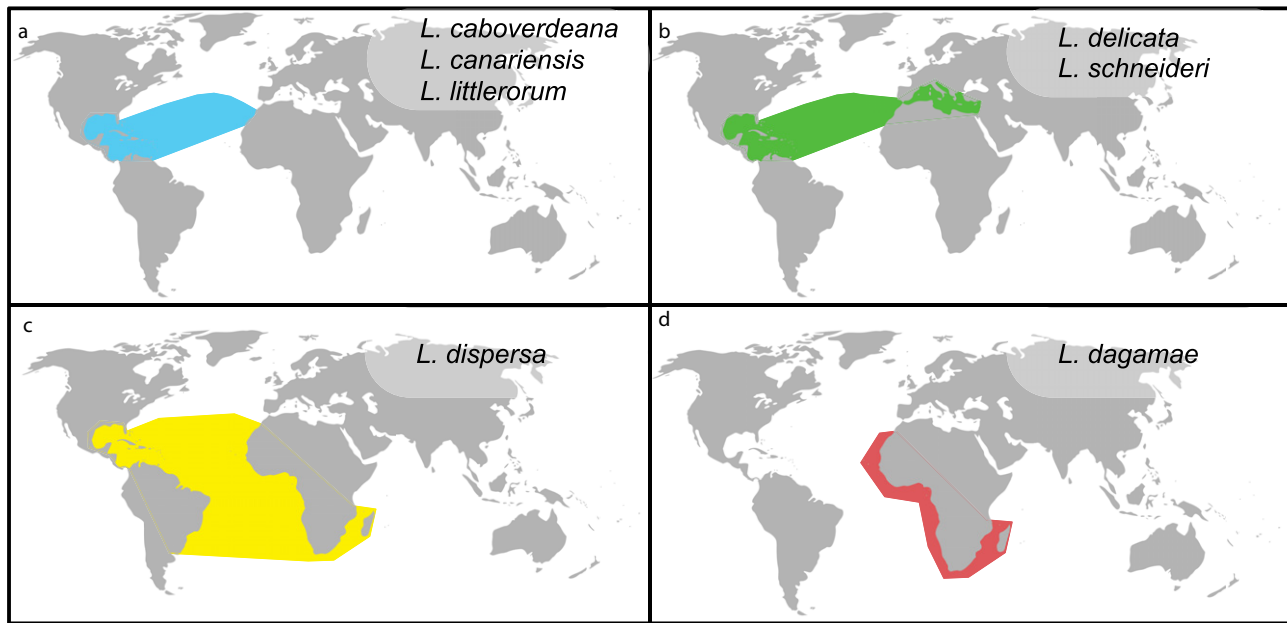 a
L. caboverdeana
L. canariensis
L. littlerorum
b
L. delicata
L. schneideri
c
L. dispersa
d
L. dagamae